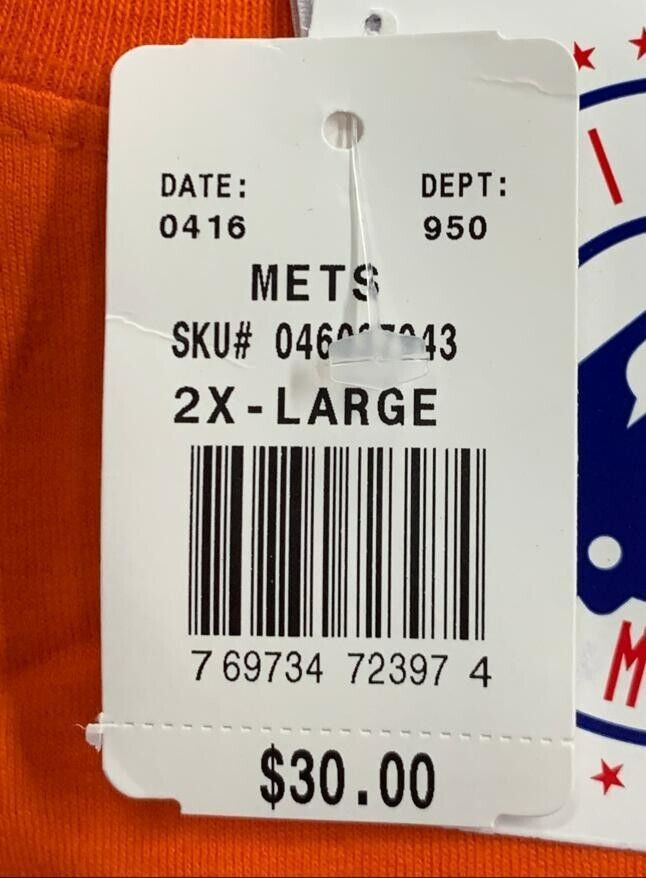 DATE: DEPT:
0416 950
METS
SKU#
2X-LARGE
7 69734 72397 4
$30.00